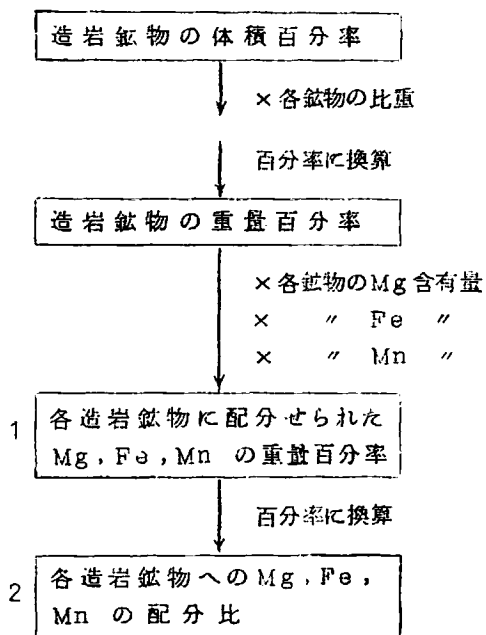 造岩鉱物の体積百分率
×各鉱物の比重
百分率に換算
造岩鉱物の重量百分率
×各鉱物のMg含有量
× 〃 Fe 〃
× 〃 Mn 〃
1
各造岩鉱物に配分せられた
Mg,Fe,Mn の重量百分率
百分率に換算
2
各造岩鉱物へのMg,Fe,
Mn の配分比